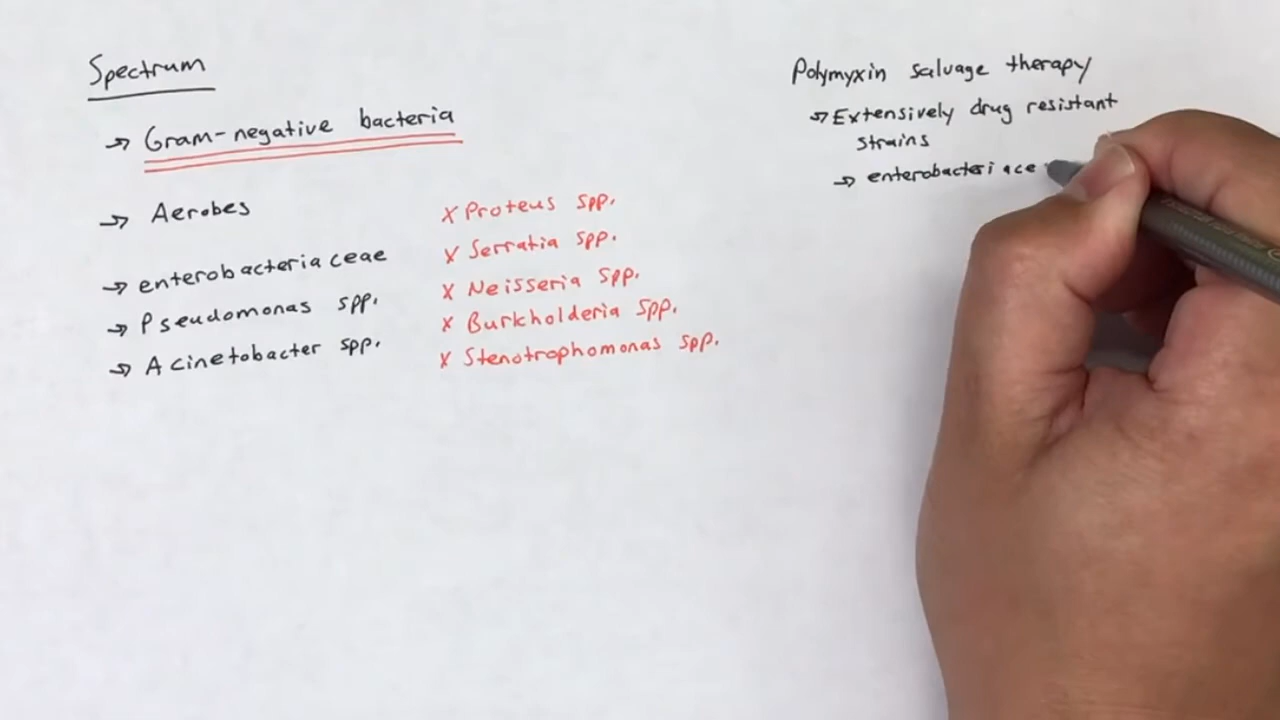 Spectrum
→ Gram-negative bacteria
→ Aerobes
→ enterobacteriaceae
→ Pseudomonas spp.
→ Acinetobacter spp.
X Proteus spp.
X Serratia spp.
X Neisseria spp.
X Burkholderia spp.
X Stenotrophomonas spp.
Polymyxin salvage therapy
→ Extensively drug resistant
strains
→ enterobacteriace